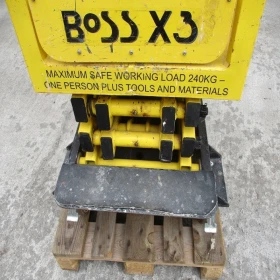 BOSS X3
MAXIMUM SAFE WORKING LOAD 240KG –
ONE PERSON PLUS TOOLS AND MATERIALS